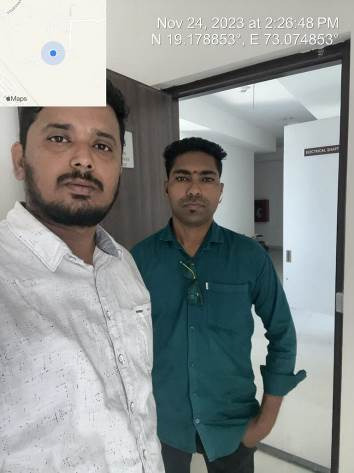 Nov 24, 2023 at 2:26:48 PM
N 19.178853°, E 73.074853°
Maps
ELECTRICAL SHAFT